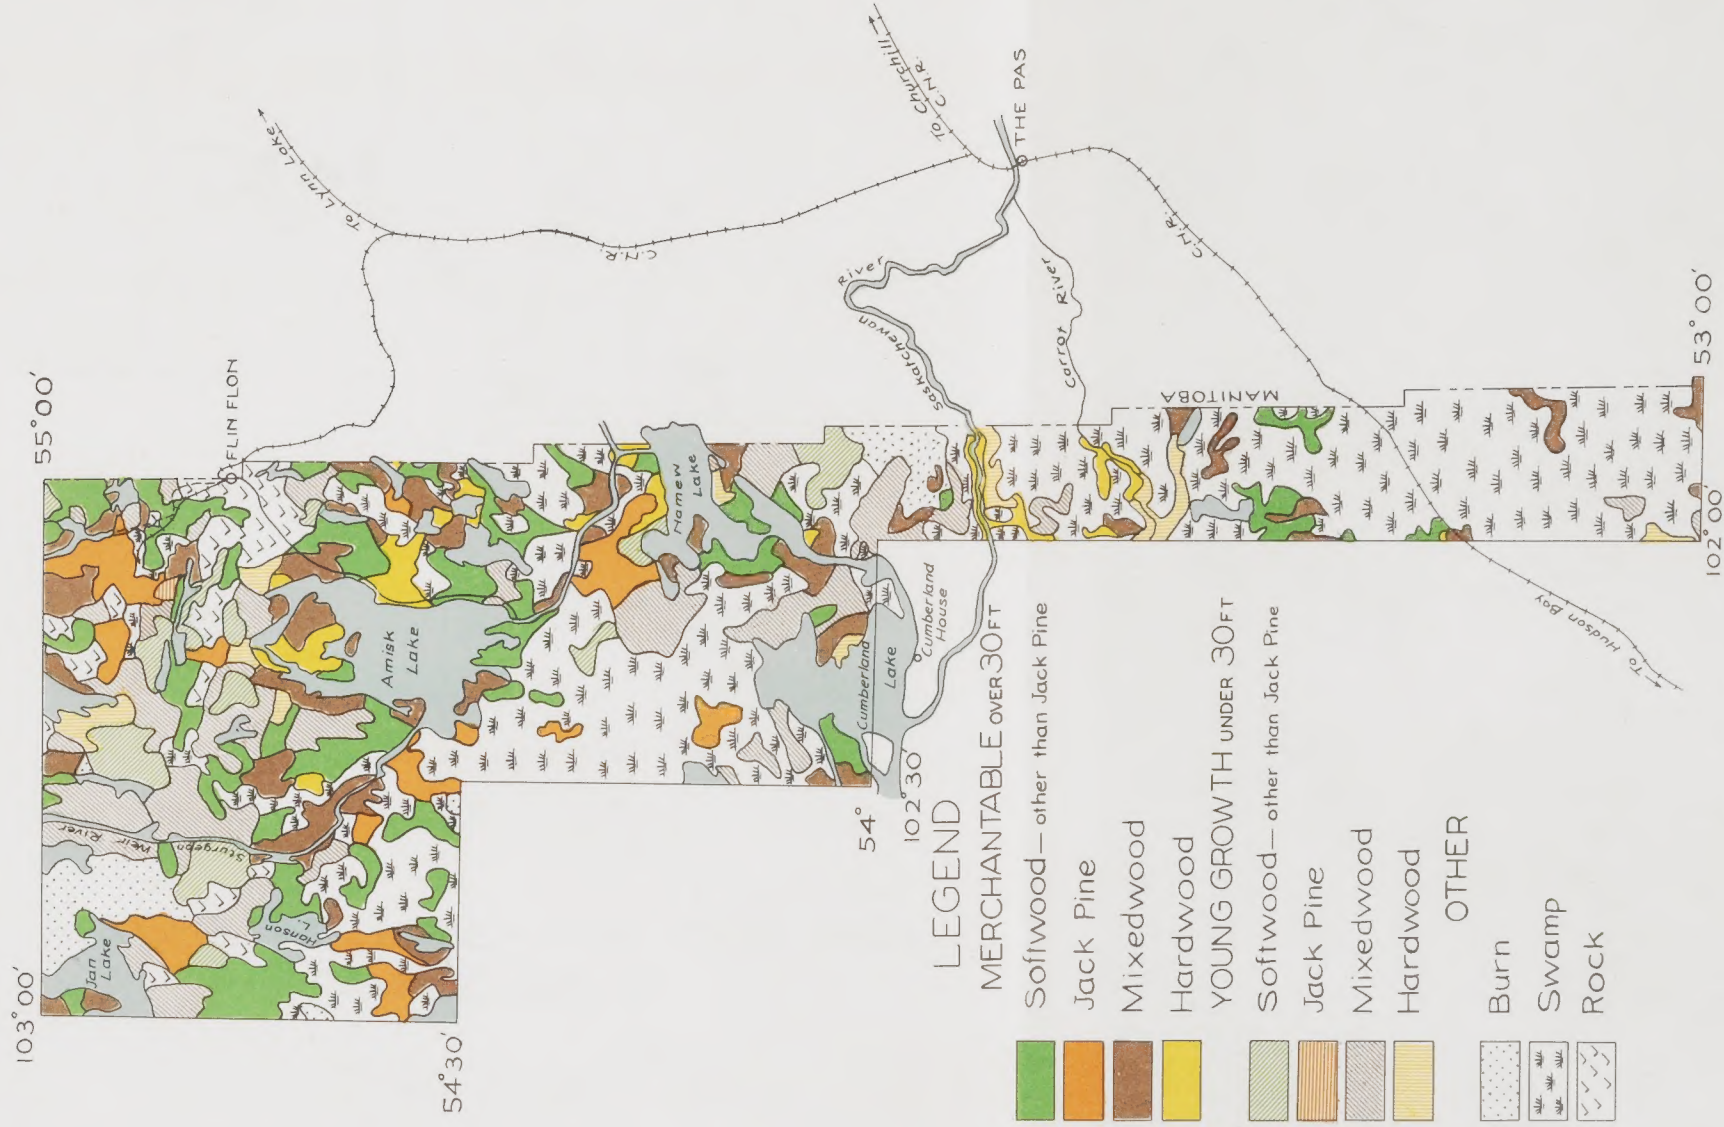 103°00'
55°00'
To Lynn Lake
To Churchill
C.N.R.
FLIN FLON
THE PAS
C.N.R.
C.N.R.
Jan
Lake
Sturgeon
Weir
River
Hanson
L.
Amisk
Lake
Namew
Lake
Saskatchewan
River
Carrot River
MANITOBA
Cumberland
Lake
Cumberland
House
54°30'
54°
102°30'
102°00'
53°00'
To Hudson Bay
LEGEND
MERCHANTABLE OVER 30 FT
Softwood — other than Jack Pine
Jack Pine
Mixedwood
Hardwood
YOUNG GROWTH UNDER 30 FT
Softwood — other than Jack Pine
Jack Pine
Mixedwood
Hardwood
OTHER
Burn
Swamp
Rock